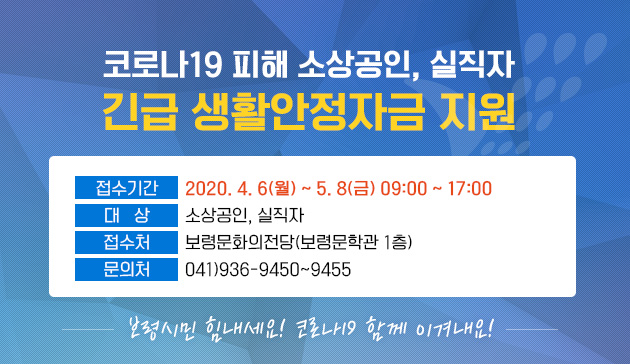 코로나19 피해 소상공인, 실직자
긴급 생활안정자금 지원
접수기간 2020. 4. 6(월) ~ 5. 8(금) 09:00 ~ 17:00
대 상 소상공인, 실직자
접수처 보령문화의전당(보령문학관 1층)
문의처 041)936-9450~9455
보령시민 힘내세요! 코로나19 함께 이겨내요!